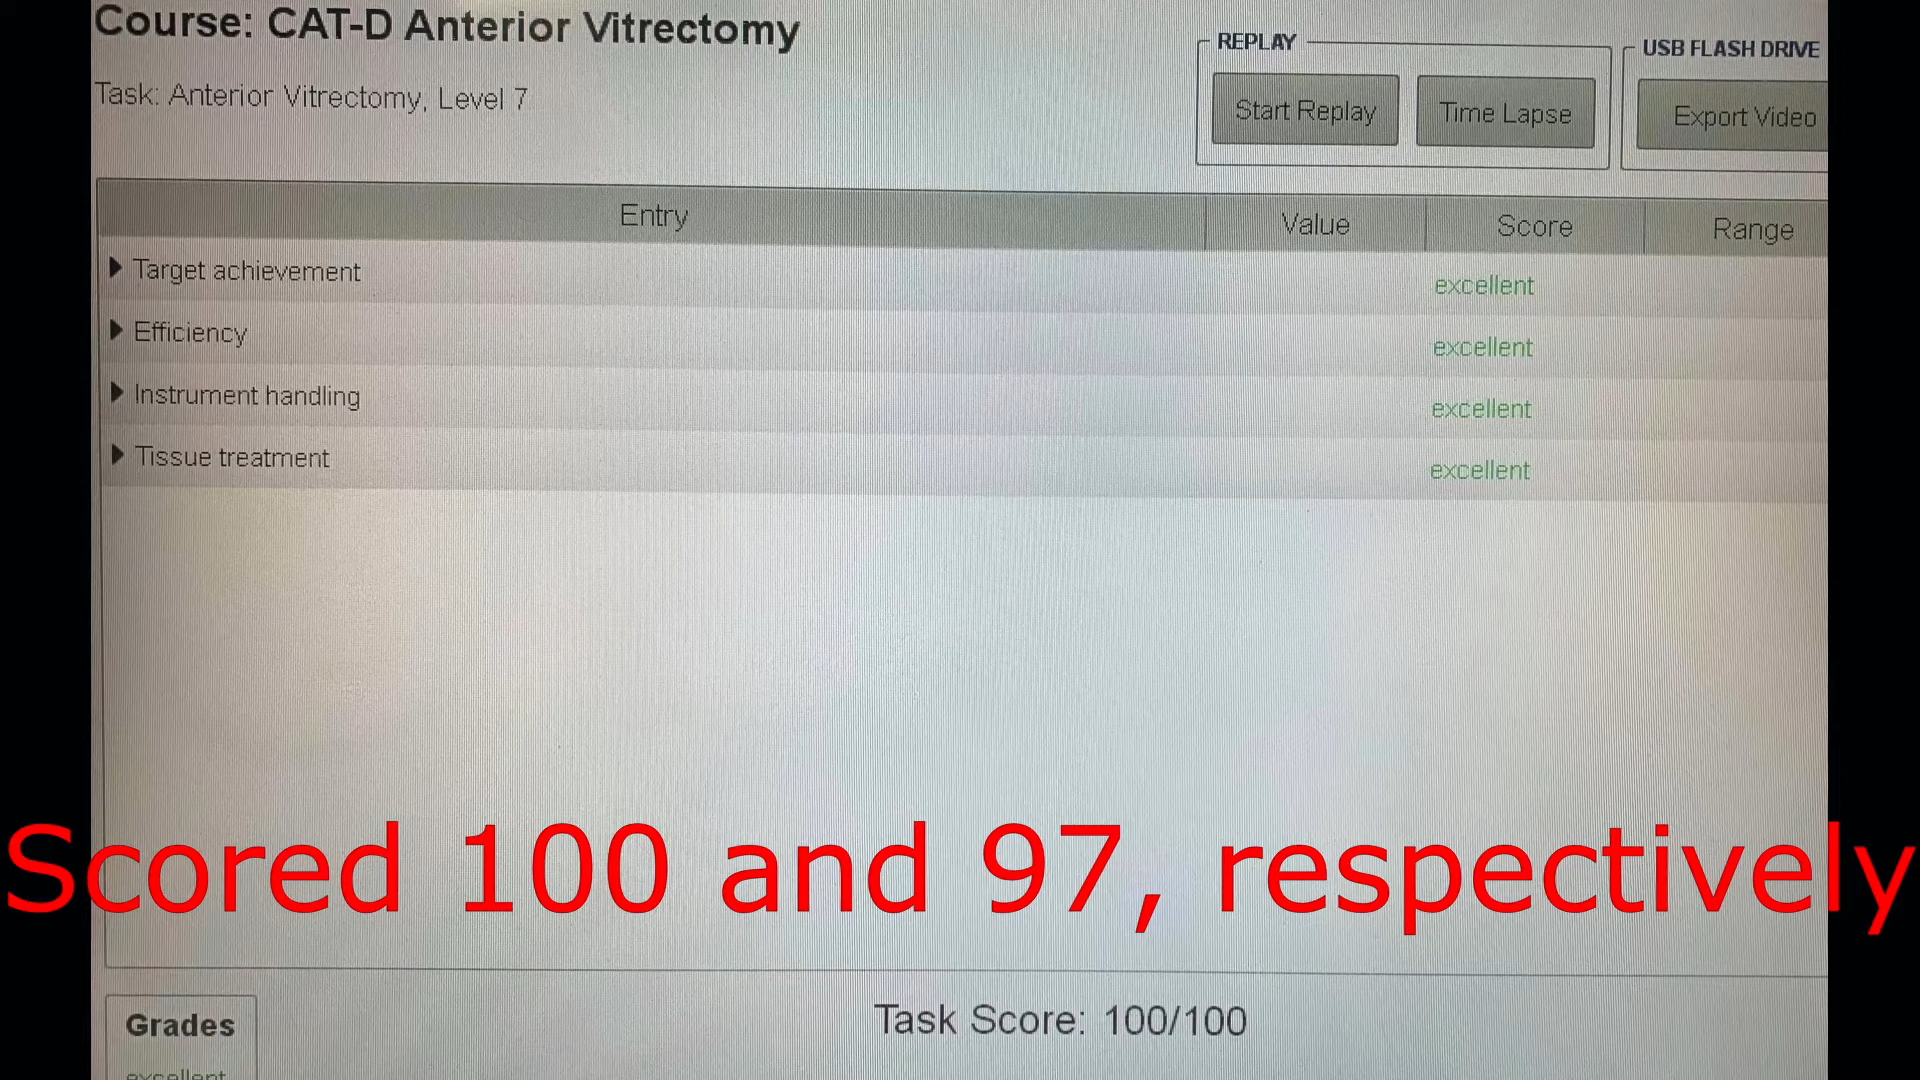 Course: CAT-D Anterior Vitrectomy
Task: Anterior Vitrectomy, Level 7
REPLAY
Start Replay
Time Lapse
USB FLASH DRIVE
Export Video
Entry
Value
Score
Range
Target achievement
excellent
Efficiency
excellent
Instrument handling
excellent
Tissue treatment
excellent
Scored 100 and 97, respectively
Grades
excellent
Task Score: 100/100